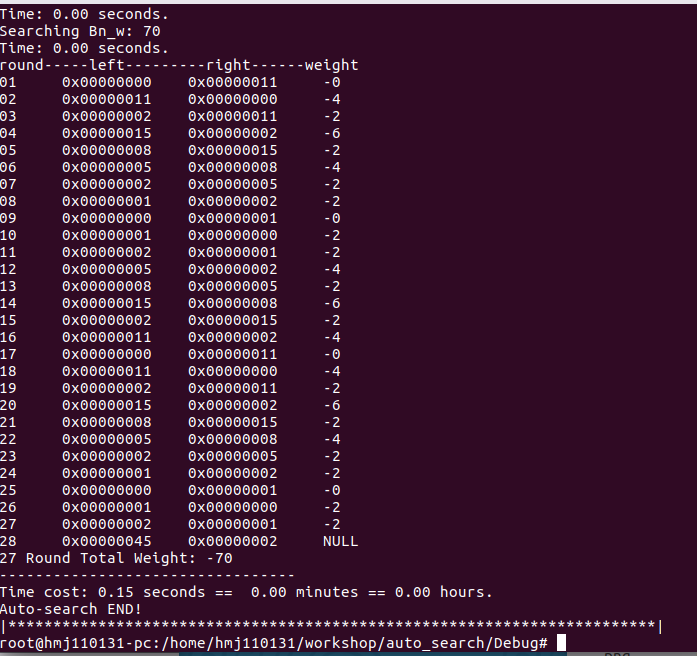 Time: 0.00 seconds.
Searching Bn_w: 70
Time: 0.00 seconds.
round-----left---------right------weight
01     0x00000000    0x00000011     -0
02     0x00000011    0x00000000     -4
03     0x00000002    0x00000011     -2
04     0x00000015    0x00000002     -6
05     0x00000008    0x00000015     -2
06     0x00000005    0x00000008     -4
07     0x00000002    0x00000005     -2
08     0x00000001    0x00000002     -2
09     0x00000000    0x00000001     -0
10     0x00000001    0x00000000     -2
11     0x00000002    0x00000001     -2
12     0x00000005    0x00000002     -4
13     0x00000008    0x00000005     -2
14     0x00000015    0x00000008     -6
15     0x00000002    0x00000015     -2
16     0x00000011    0x00000002     -4
17     0x00000000    0x00000011     -0
18     0x00000011    0x00000000     -4
19     0x00000002    0x00000011     -2
20     0x00000015    0x00000002     -6
21     0x00000008    0x00000015     -2
22     0x00000005    0x00000008     -4
23     0x00000002    0x00000005     -2
24     0x00000001    0x00000002     -2
25     0x00000000    0x00000001     -0
26     0x00000001    0x00000000     -2
27     0x00000002    0x00000001     -2
28     0x00000045    0x00000002     NULL
27 Round Total Weight: -70
---------------------------------
Time cost: 0.15 seconds ==  0.00 minutes == 0.00 hours.
Auto-search END!
|************************************************************************|
root@hmj110131-pc:/home/hmj110131/workshop/auto_search/Debug#